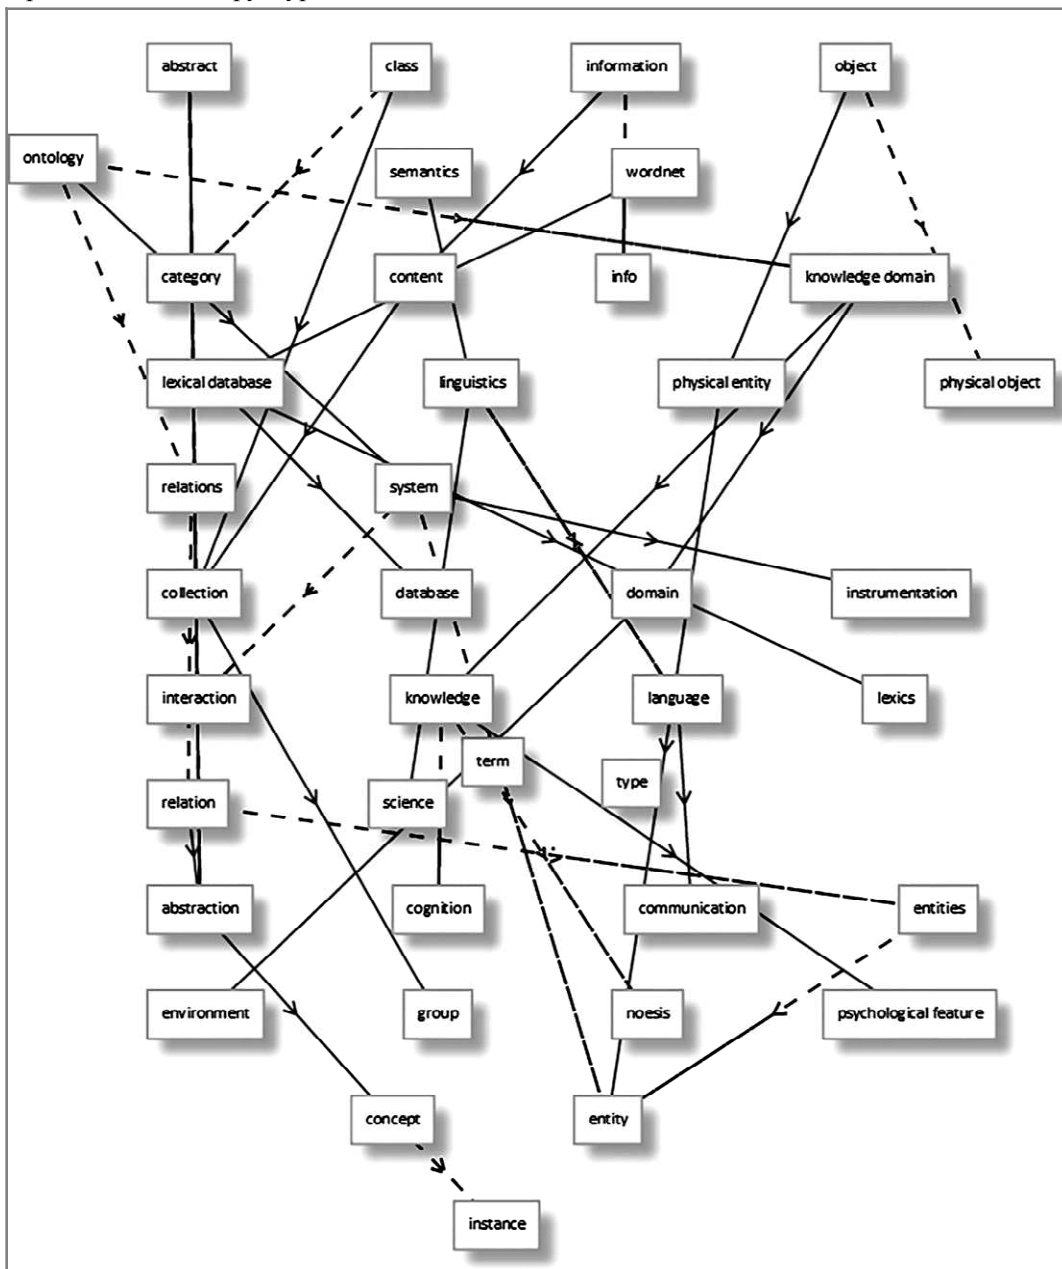 abstract
class
information
object
ontology
semantics
wordnet
category
content
info
knowledge domain
lexical database
linguistics
physical entity
physical object
relations
system
collection
database
domain
instrumentation
interaction
knowledge
language
lexics
term
type
relation
science
abstraction
cognition
communication
entities
environment
group
noesis
psychological feature
concept
entity
instance